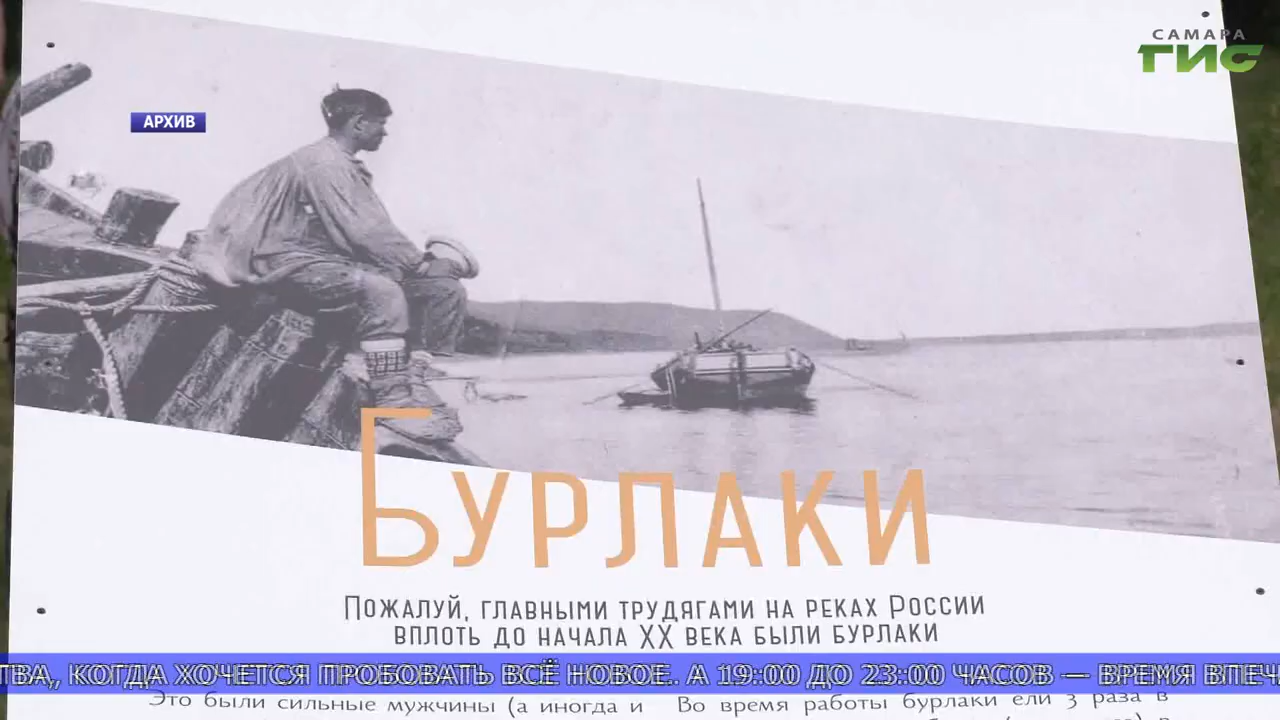 САМАРА
ГИС
АРХИВ
БУРЛАКИ
ПОЖАЛУЙ, ГЛАВНЫМИ ТРУДЯГАМИ НА РЕКАХ РОССИИ
ВПЛОТЬ ДО НАЧАЛА XX ВЕКА БЫЛИ БУРЛАКИ
КОГДА ХОЧЕТСЯ ПРОБОВАТЬ ВСЁ НОВОЕ. А 19:00 ДО 23:00 ЧАСОВ — ВРЕМЯ
Это были сильные мужчины (а иногда и
Во время работы бурлаки ели 3 раза в